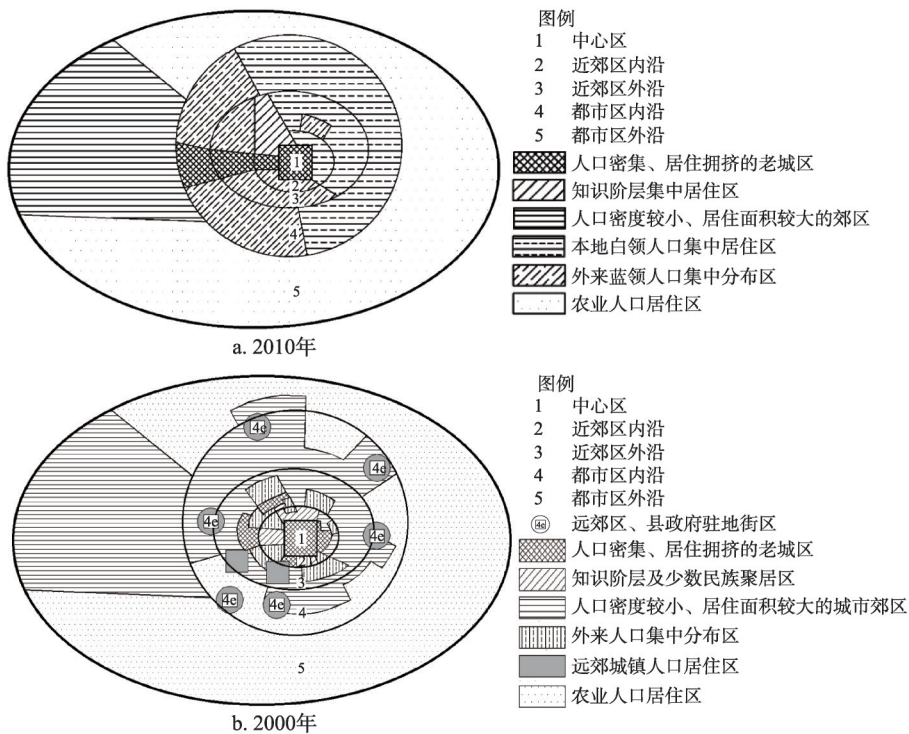 图例
1 中心区
2 近郊区内沿
3 近郊区外沿
4 都市区内沿
5 都市区外沿
人口密集、居住拥挤的老城区
知识阶层集中居住区
人口密度较小、居住面积较大的郊区
本地白领人口集中居住区
外来蓝领人口集中分布区
农业人口居住区
1
2
3
4
5
a. 2010年
图例
1 中心区
2 近郊区内沿
3 近郊区外沿
4 都市区内沿
5 都市区外沿
4e 远郊区、县政府驻地街区
人口密集、居住拥挤的老城区
知识阶层及少数民族聚居区
人口密度较小、居住面积较大的城市郊区
外来人口集中分布区
远郊城镇人口居住区
农业人口居住区
4e
4e
4e
4e
1
2
3
4e
4e
4
5
b. 2000年